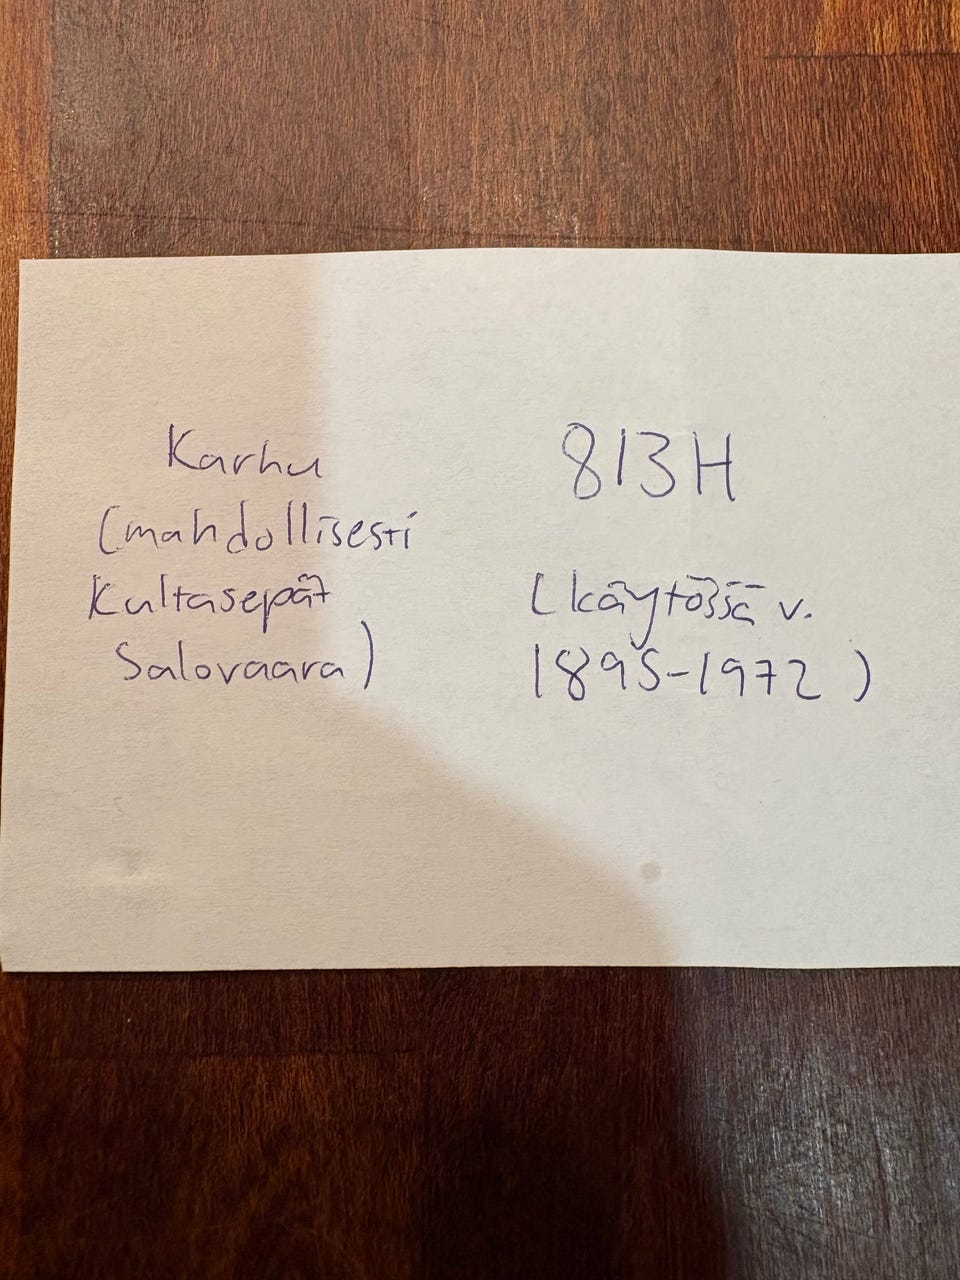 Karhu
(mahdollisesti
Kultasepät
Salovaara)
813H
(käytössä v.
1895-1972)